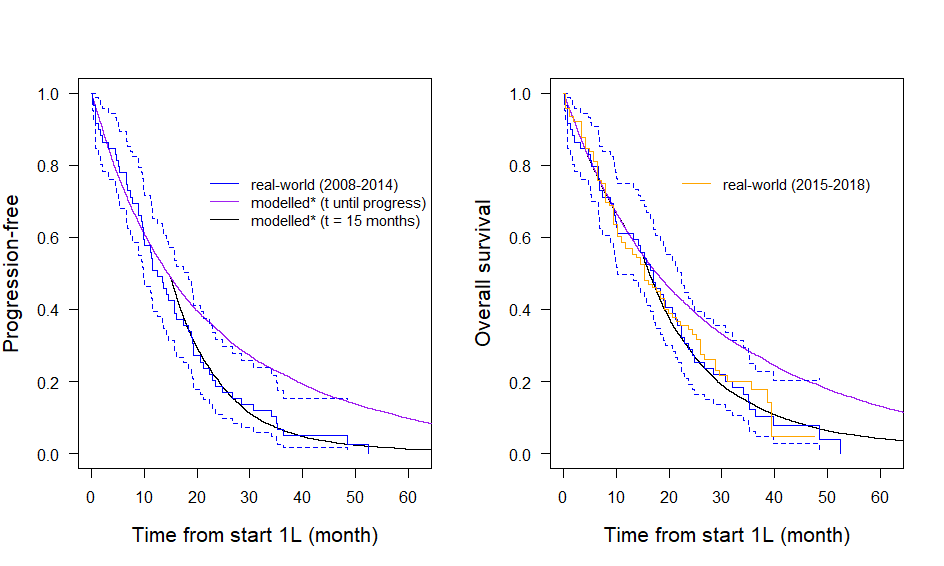 Progression-free
1.0
0.8
0.6
0.4
0.2
0.0
real-world (2008-2014)
modelled* (t until progress)
modelled* (t = 15 months)
0 10 20 30 40 50 60
Time from start 1L (month)
Overall survival
1.0
0.8
0.6
0.4
0.2
0.0
real-world (2015-2018)
0 10 20 30 40 50 60
Time from start 1L (month)